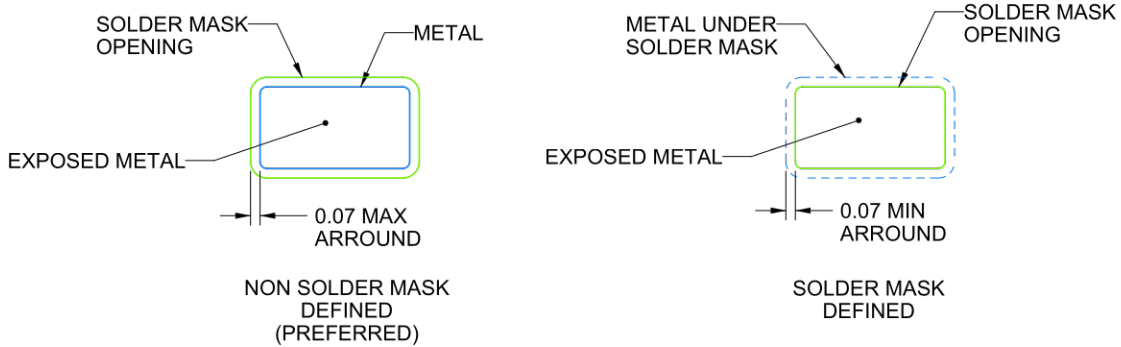 SOLDER MASK
OPENING
METAL
EXPOSED METAL
0.07 MAX
ARROUND
NON SOLDER MASK
DEFINED
(PREFERRED)
METAL UNDER
SOLDER MASK
SOLDER MASK
OPENING
EXPOSED METAL
0.07 MIN
ARROUND
SOLDER MASK
DEFINED